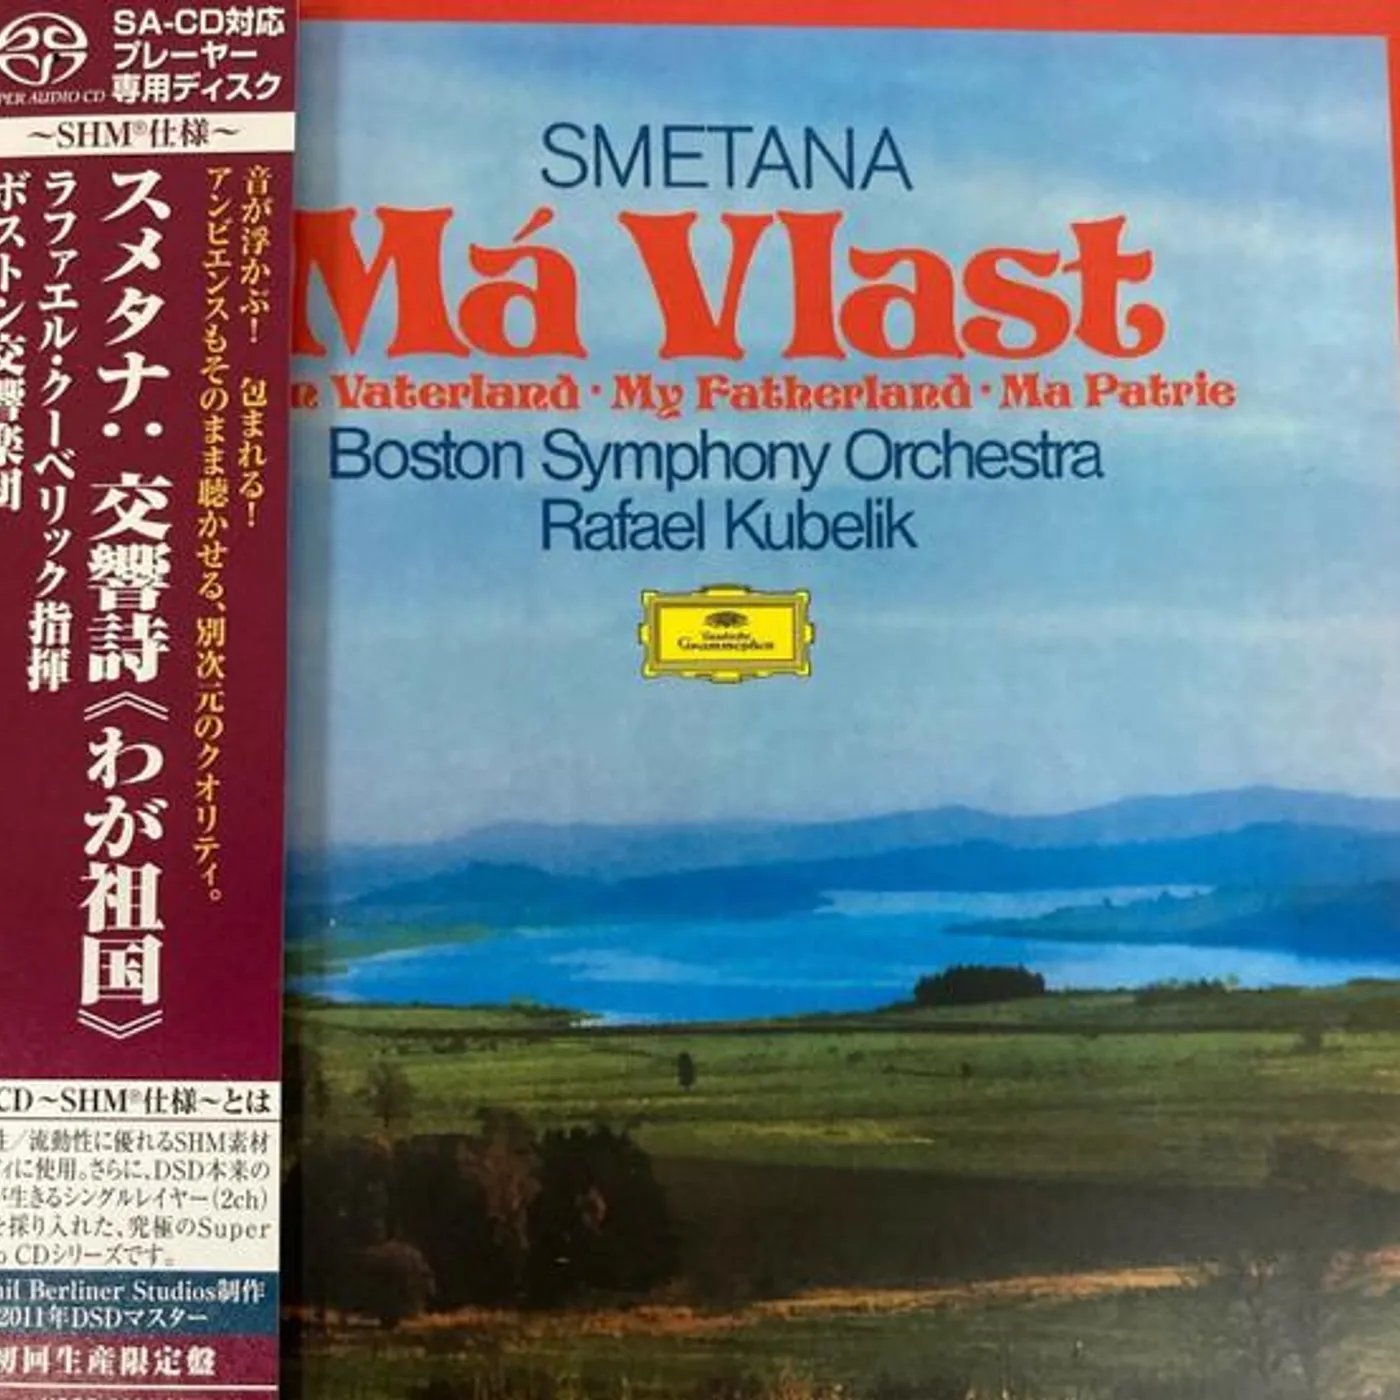 SA-CD対応
プレーヤー
専用ディスク
SUPER AUDIO CD
~SHM®仕様~
音が浮かぶ! 包まれる!
アンビエンスもそのまま聴かせる、別次元のクオリティ。
スメタナ:交響詩《わが祖国》
ラファエル・クーベリック指揮
ボストン交響楽団
CD~SHM®仕様~とは
性/流動性に優れるSHM素材
ィに使用。さらに、DSD本来の
が生きるシングルレイヤー(2ch)
を採り入れた、究極のSuper
CDシリーズです。
Berliner Studios制作
2011年DSDマスター
初回生産限定盤
SMETANA
Má Vlast
n Vaterland · My Fatherland · Ma Patrie
Boston Symphony Orchestra
Rafael Kubelik
Deutsche
Grammophon